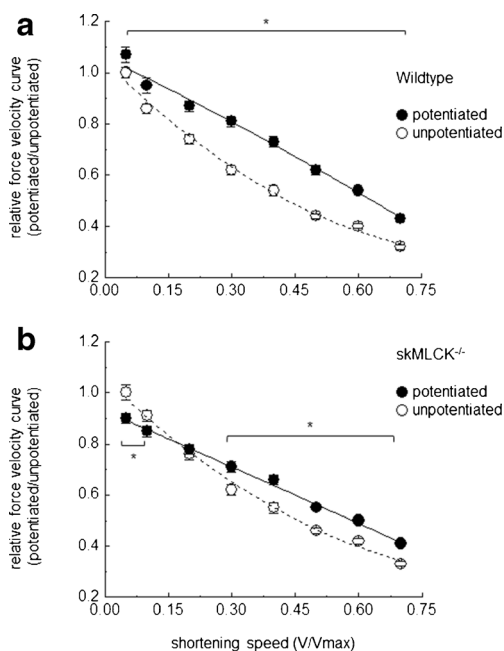 a
*
Wildtype
potentiated
unpotentiated
relative force velocity curve
(potentiated/unpotentiated)
1.2
1.0
0.8
0.6
0.4
0.2
0.00 0.15 0.30 0.45 0.60 0.75
b
skMLCK-/-
potentiated
unpotentiated
*
*
relative force velocity curve
(potentiated/unpotentiated)
1.2
1.0
0.8
0.6
0.4
0.2
0.00 0.15 0.30 0.45 0.60 0.75
shortening speed (V/Vmax)